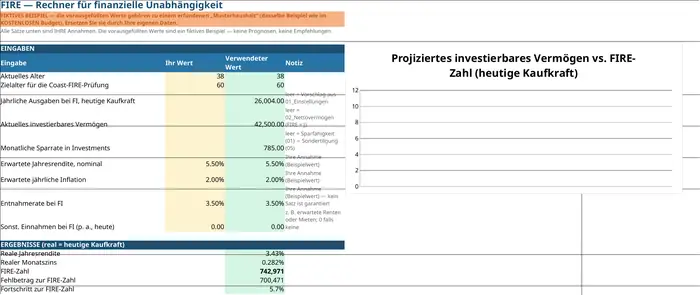 FIRE — Rechner für finanzielle Unabhängigkeit
FIKTIVES BEISPIEL — die vorausgefüllten Werte gehören zu einem erfundenen „Musterhaushalt“ (dasselbe Beispiel wie im
KOSTENLOSEN Budget). Ersetzen Sie sie durch Ihre eigenen Daten.
Alle Sätze unten sind IHRE Annahmen. Die vorausgefüllten Werte sind ein fiktives Beispiel — keine Prognosen, keine Empfehlungen.
EINGABEN
Eingabe Ihr Wert Verwendeter Wert Notiz
Aktuelles Alter 38 38
Zielalter für die Coast-FIRE-Prüfung 60 60
Jährliche Ausgaben bei FI, heutige Kaufkraft 26,004.00 leer = Vorschlag aus 01_Einstellungen
Aktuelles investierbares Vermögen 42,500.00 leer = 02_Nettovermögen
Monatliche Sparrate in Investments 785.00 leer = Sparfähigkeit (01) − Sondertilgung (05)
Erwartete Jahresrendite, nominal 5.50% 5.50% Ihre Annahme (Beispielwert)
Erwartete jährliche Inflation 2.00% 2.00% Ihre Annahme (Beispielwert)
Entnahmerate bei FI 3.50% 3.50% Ihre Annahme (Beispielwert) — kein Satz ist garantiert
Sonst. Einnahmen bei FI (p. a., heute) 0.00 0.00 z. B. erwartete Renten oder Mieten; 0 falls keine
ERGEBNISSE (real = heutige Kaufkraft)
Reale Jahresrendite 3.43%
Realer Monatszins 0.282%
FIRE-Zahl 742,971
Fehlbetrag zur FIRE-Zahl 700,471
Fortschritt zur FIRE-Zahl 5.7%
Projiziertes investierbares Vermögen vs. FIRE-
Zahl (heutige Kaufkraft)
12
10
8
6
4
2
0